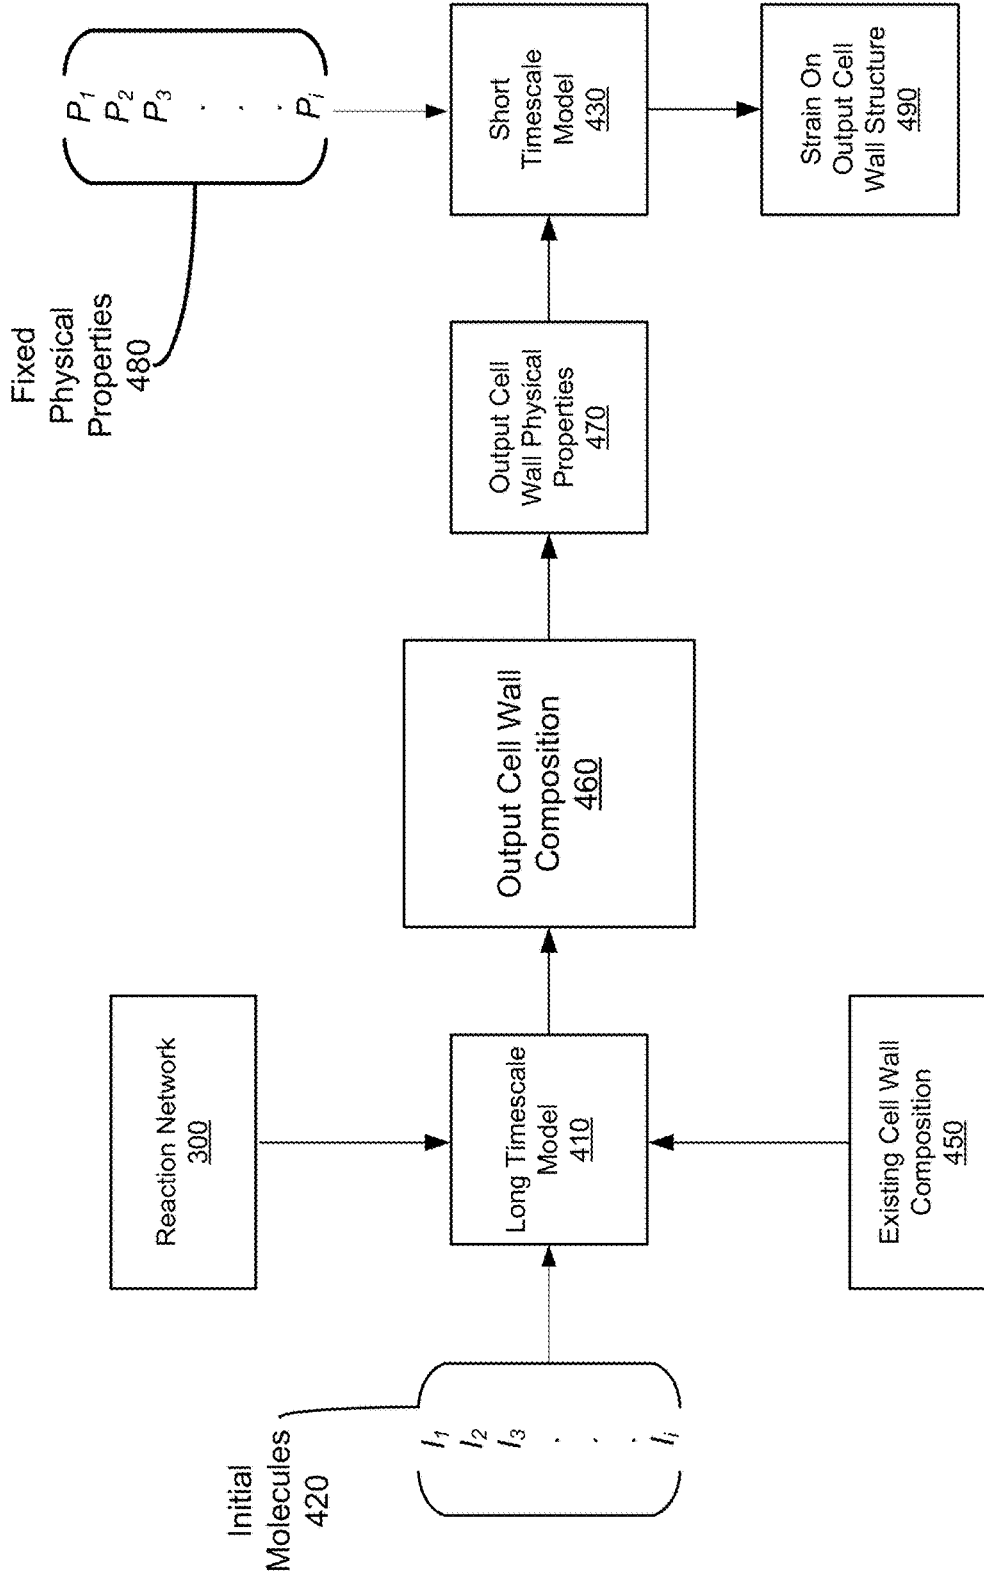 Initial
Molecules
420
I1
I2
I3
.
.
.
Ii
Reaction Network
300
Long Timescale
Model
410
Existing Cell Wall
Composition
450
Output Cell Wall
Composition
460
Output Cell
Wall Physical
Properties
470
Fixed
Physical
Properties
480
P1
P2
P3
.
.
.
Pi
Short
Timescale
Model
430
Strain On
Output Cell
Wall Structure
490